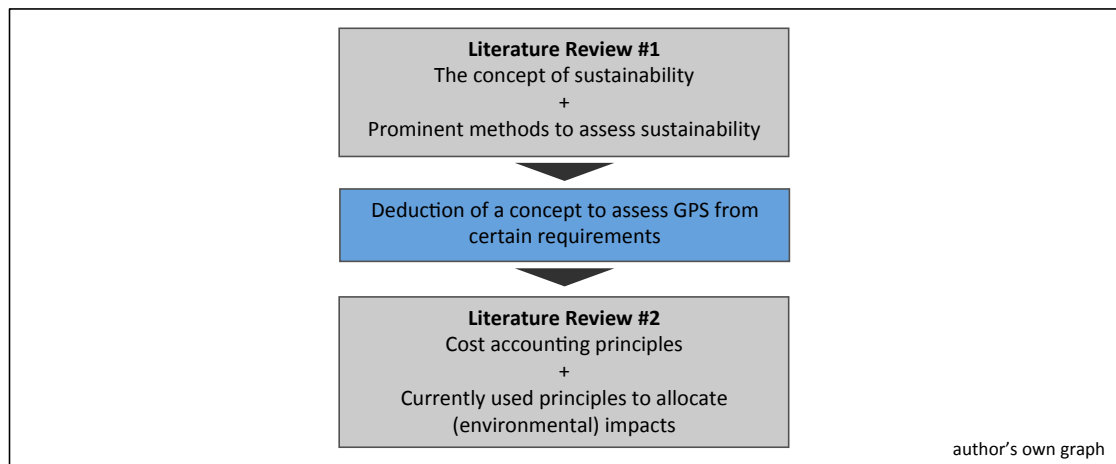 Literature Review #1
The concept of sustainability
+
Prominent methods to assess sustainability
Deduction of a concept to assess GPS from
certain requirements
Literature Review #2
Cost accounting principles
+
Currently used principles to allocate
(environmental) impacts
author's own graph